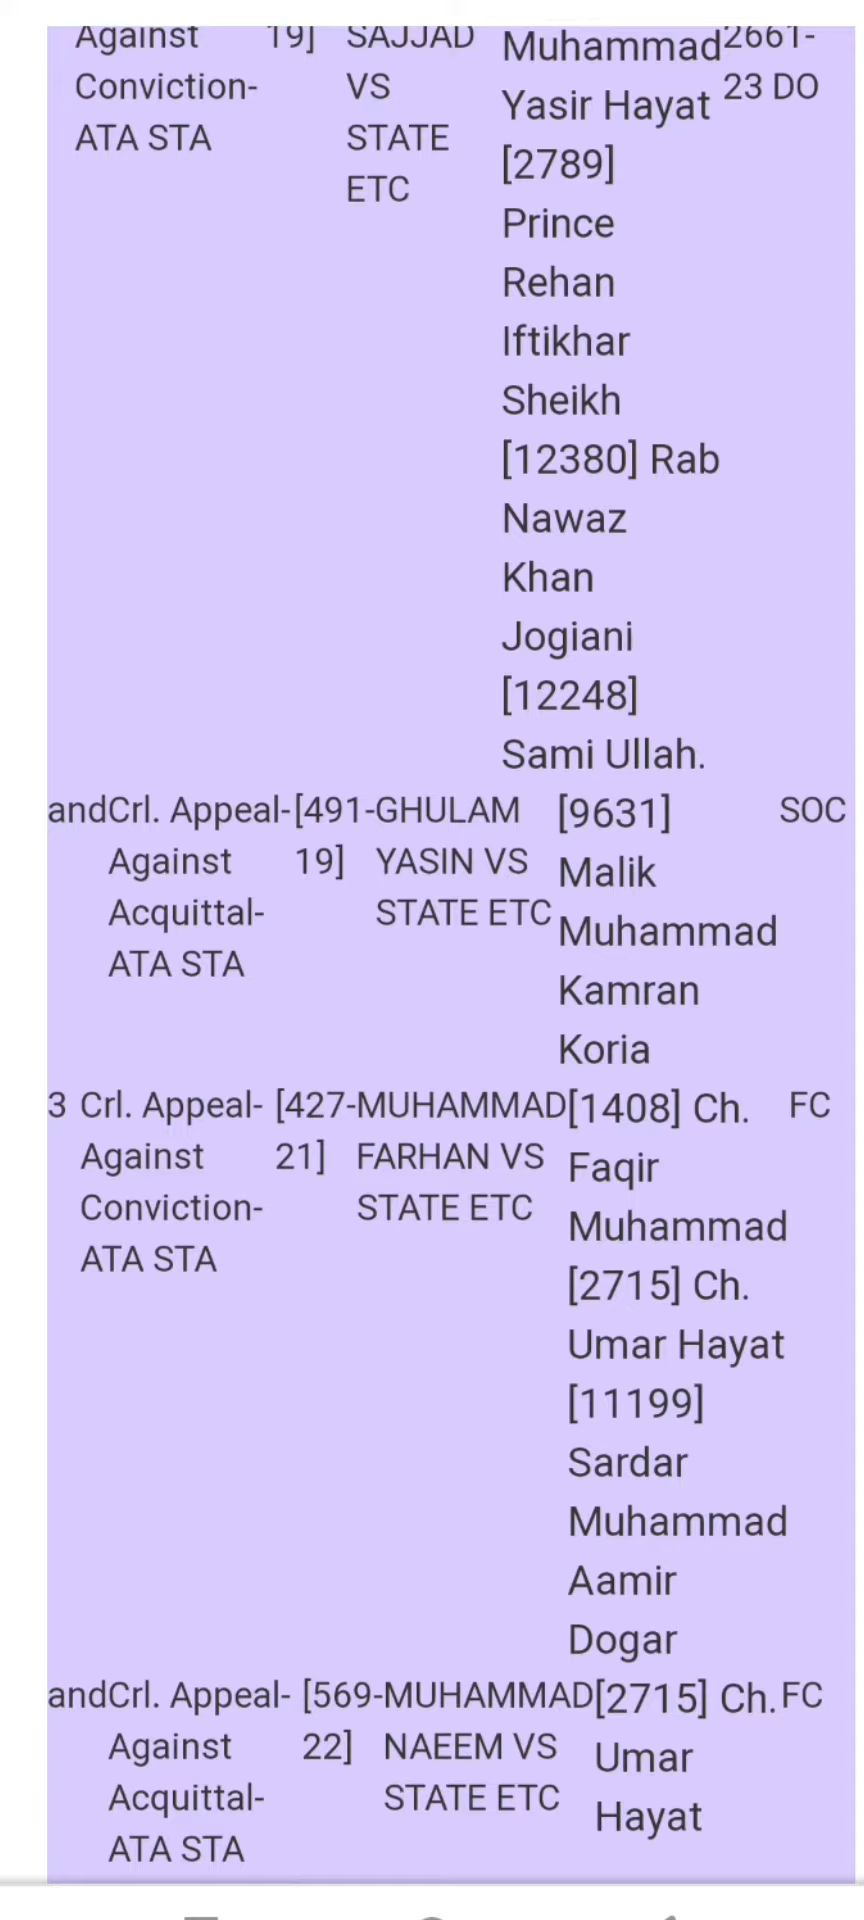 Against
Conviction-
ATA STA
19]
SAJJAD
VS
STATE
ETC
Muhammad
Yasir Hayat
[2789]
Prince
Rehan
Iftikhar
Sheikh
[12380] Rab
Nawaz
Khan
Jogiani
[12248]
Sami Ullah.
2661-
23 DO
and
Crl. Appeal-
Against
Acquittal-
ATA STA
[491-
19]
GHULAM
YASIN VS
STATE ETC
[9631]
Malik
Muhammad
Kamran
Koria
SOC
3
Crl. Appeal-
Against
Conviction-
ATA STA
[427-
21]
MUHAMMAD
FARHAN VS
STATE ETC
[1408] Ch.
Faqir
Muhammad
[2715] Ch.
Umar Hayat
[11199]
Sardar
Muhammad
Aamir
Dogar
FC
and
Crl. Appeal-
Against
Acquittal-
ATA STA
[569-
22]
MUHAMMAD
NAEEM VS
STATE ETC
[2715] Ch.
Umar
Hayat
FC